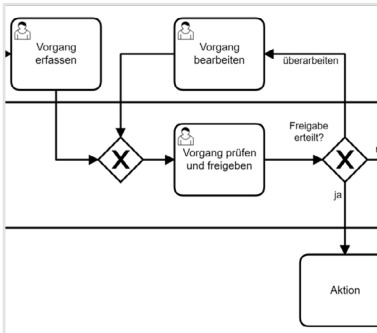 Vorgang
erfassen
Vorgang
bearbeiten
überarbeiten
Freigabe
erteilt?
Vorgang prüfen
und freigeben
ja
Aktion